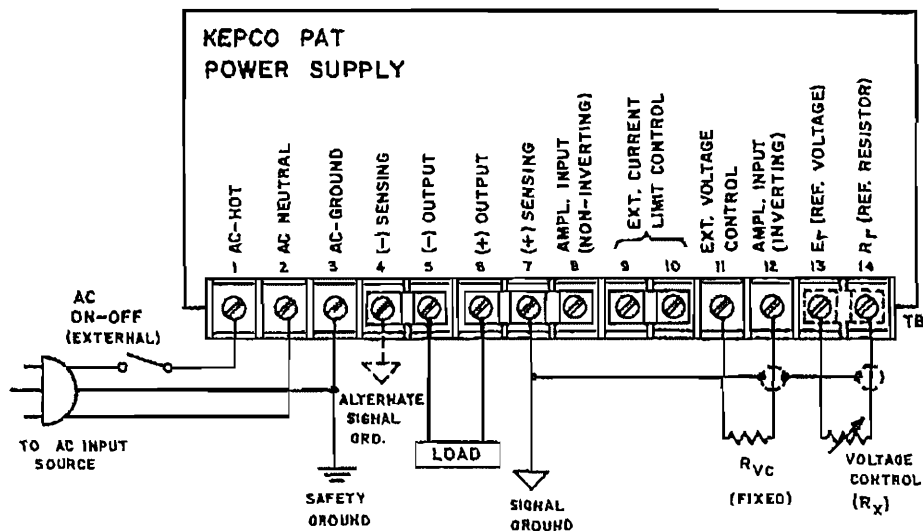 KEPCO PAT
POWER SUPPLY
AC-HOT
AC NEUTRAL
AC-GROUND
(-) SENSING
(-) OUTPUT
(+) OUTPUT
(+) SENSING
AMPL. INPUT
(NON-INVERTING)
EXT. CURRENT
LIMIT CONTROL
EXT. VOLTAGE
CONTROL
AMPL. INPUT
(INVERTING)
Er (REF. VOLTAGE)
Rr (REF. RESISTOR)
1 2 3 4 5 6 7 8 9 10 11 12 13 14
TB
AC
ON-OFF
(EXTERNAL)
TO AC INPUT
SOURCE
ALTERNATE
SIGNAL
GRD.
LOAD
SAFETY
GROUND
SIGNAL
GROUND
RVC
(FIXED)
VOLTAGE
CONTROL
(RX)